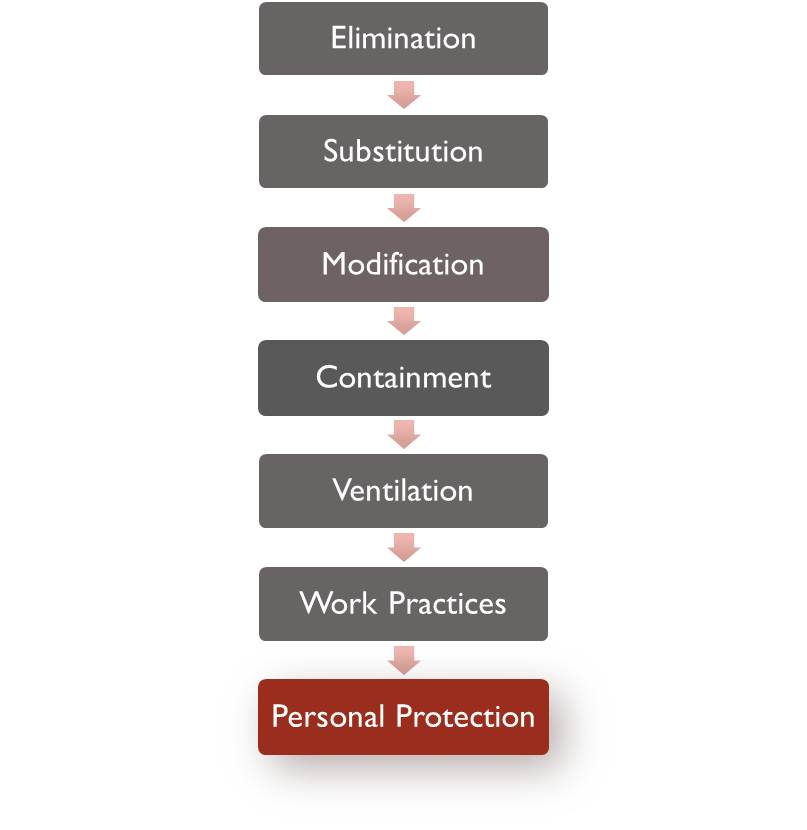 Elimination
Substitution
Modification
Containment
Ventilation
Work Practices
Personal Protection